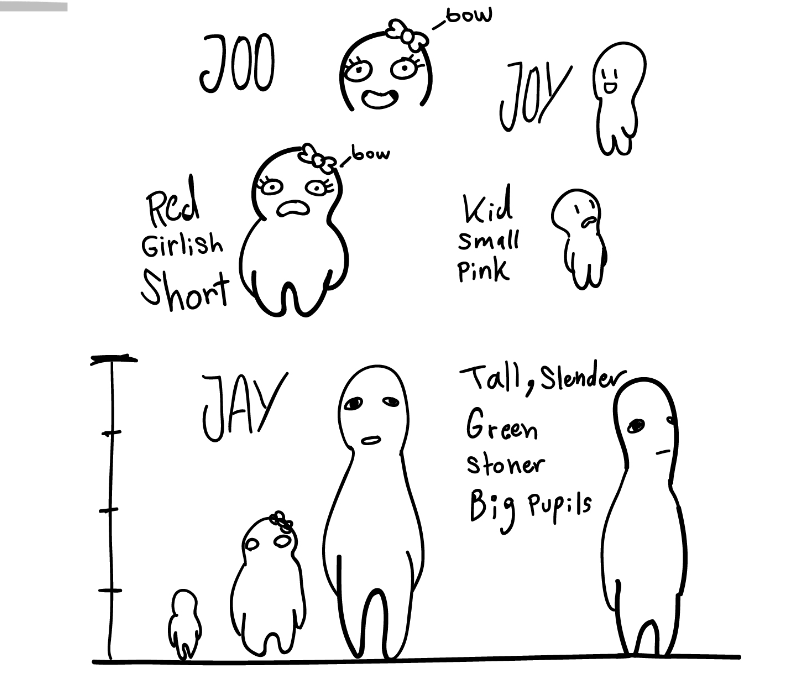 JOO
bow
JOY
bow
Red
Girlish
Short
Kid
Small
Pink
JAY
Tall, Slender
Green
Stoner
Big Pupils